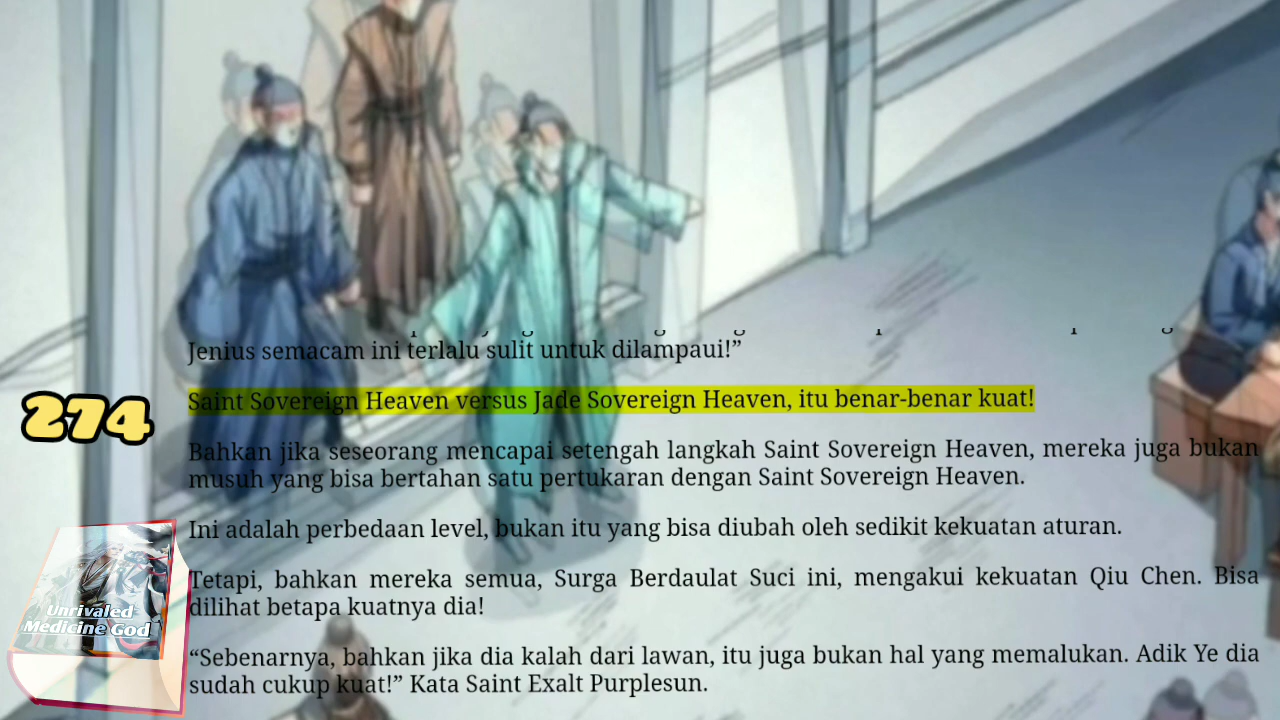 Jenius semacam ini terlalu sulit untuk dilampaui!”
Saint Sovereign Heaven versus Jade Sovereign Heaven, itu benar-benar kuat!
274
Bahkan jika seseorang mencapai setengah langkah Saint Sovereign Heaven, mereka juga bukan
musuh yang bisa bertahan satu pertukaran dengan Saint Sovereign Heaven.
Ini adalah perbedaan level, bukan itu yang bisa diubah oleh sedikit kekuatan aturan.
Tetapi, bahkan mereka semua, Surga Berdaulat Suci ini, mengakui kekuatan Qiu Chen. Bisa
dilihat betapa kuatnya dia!
Unrivaled
Medicine God
“Sebenarnya, bahkan jika dia kalah dari lawan, itu juga bukan hal yang memalukan. Adik Ye dia
sudah cukup kuat!” Kata Saint Exalt Purplesun.